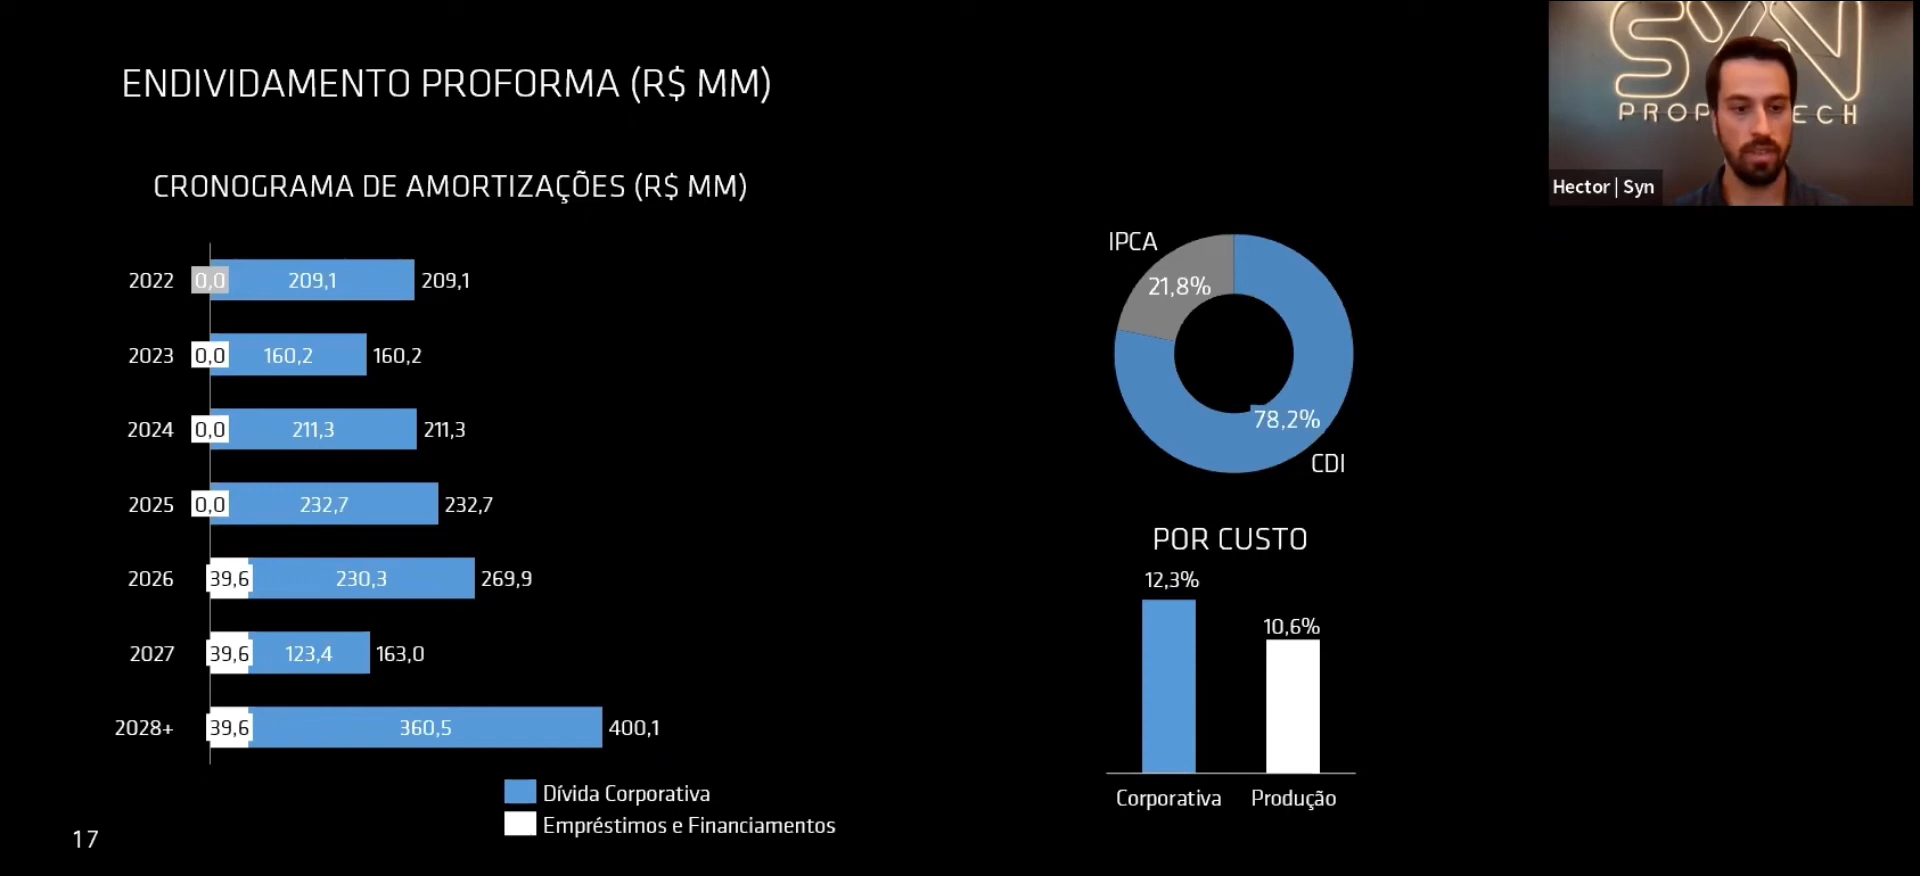 ENDIVIDAMENTO PROFORMA (R$ MM)
CRONOGRAMA DE AMORTIZAÇÕES (R$ MM)
2022 0,0 209,1 209,1
2023 0,0 160,2 160,2
2024 0,0 211,3 211,3
2025 0,0 232,7 232,7
2026 39,6 230,3 269,9
2027 39,6 123,4 163,0
2028+ 39,6 360,5 400,1
Dívida Corporativa
Empréstimos e Financiamentos
17
IPCA
21,8%
78,2%
CDI
POR CUSTO
12,3%
10,6%
Corporativa Produção
SYN
PROP ECH
Hector | Syn